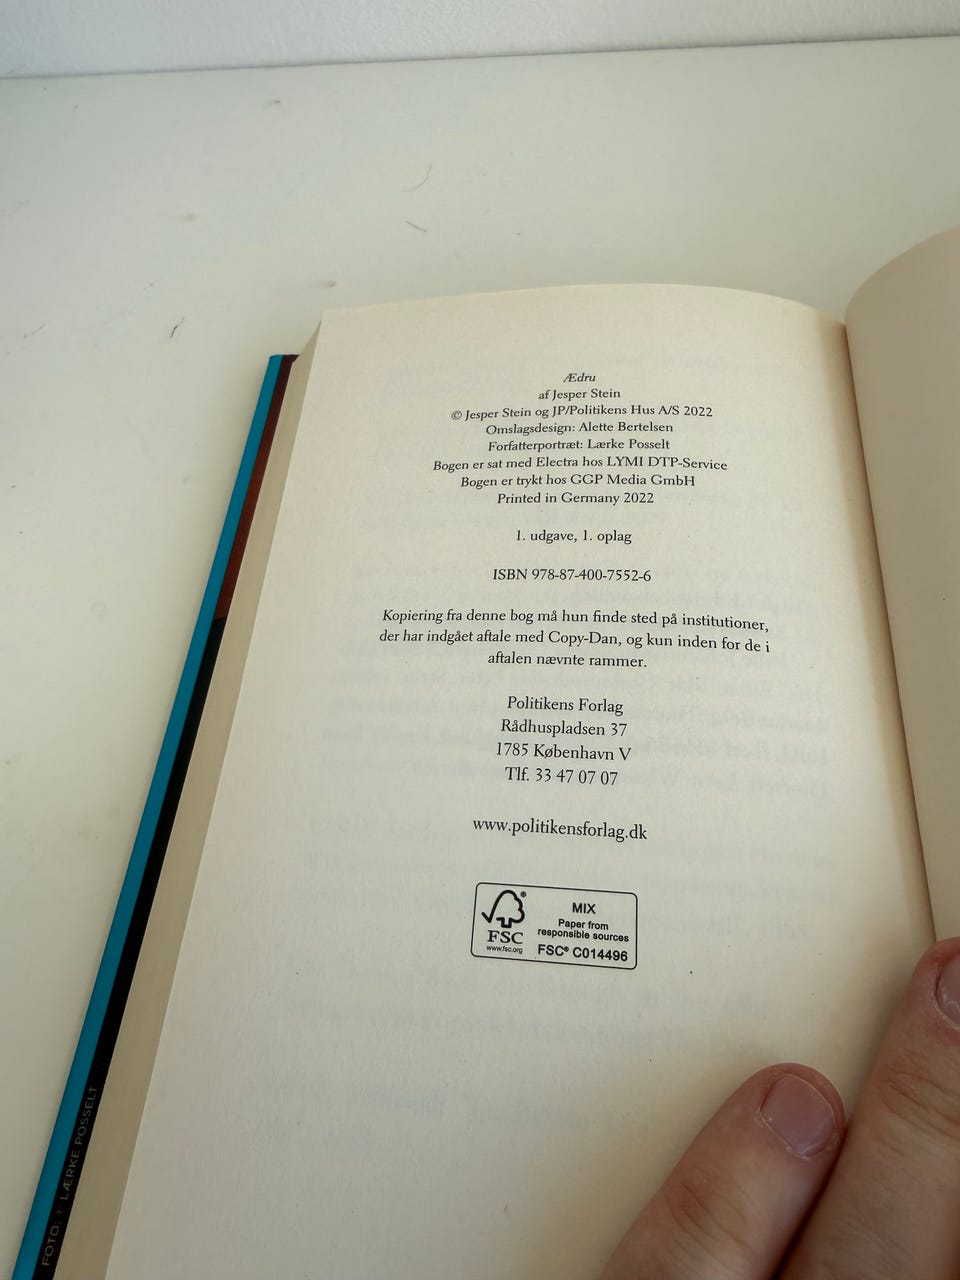 Ædru
af Jesper Stein
© Jesper Stein og JP/Politikens Hus A/S 2022
Omslagsdesign: Alette Bertelsen
Forfatterportræt: Lærke Posselt
Bogen er sat med Electra hos LYMI DTP-Service
Bogen er trykt hos GGP Media GmbH
Printed in Germany 2022
1. udgave, 1. oplag
ISBN 978-87-400-7552-6
Kopiering fra denne bog må hun finde sted på institutioner,
der har indgået aftale med Copy-Dan, og kun inden for de i
aftalen nævnte rammer.
Politikens Forlag
Rådhuspladsen 37
1785 København V
Tlf. 33 47 07 07
www.politikensforlag.dk
FSC®
www.fsc.org
MIX
Paper from
responsible sources
FSC® C014496
FOTO: LÆRKE POSSELT